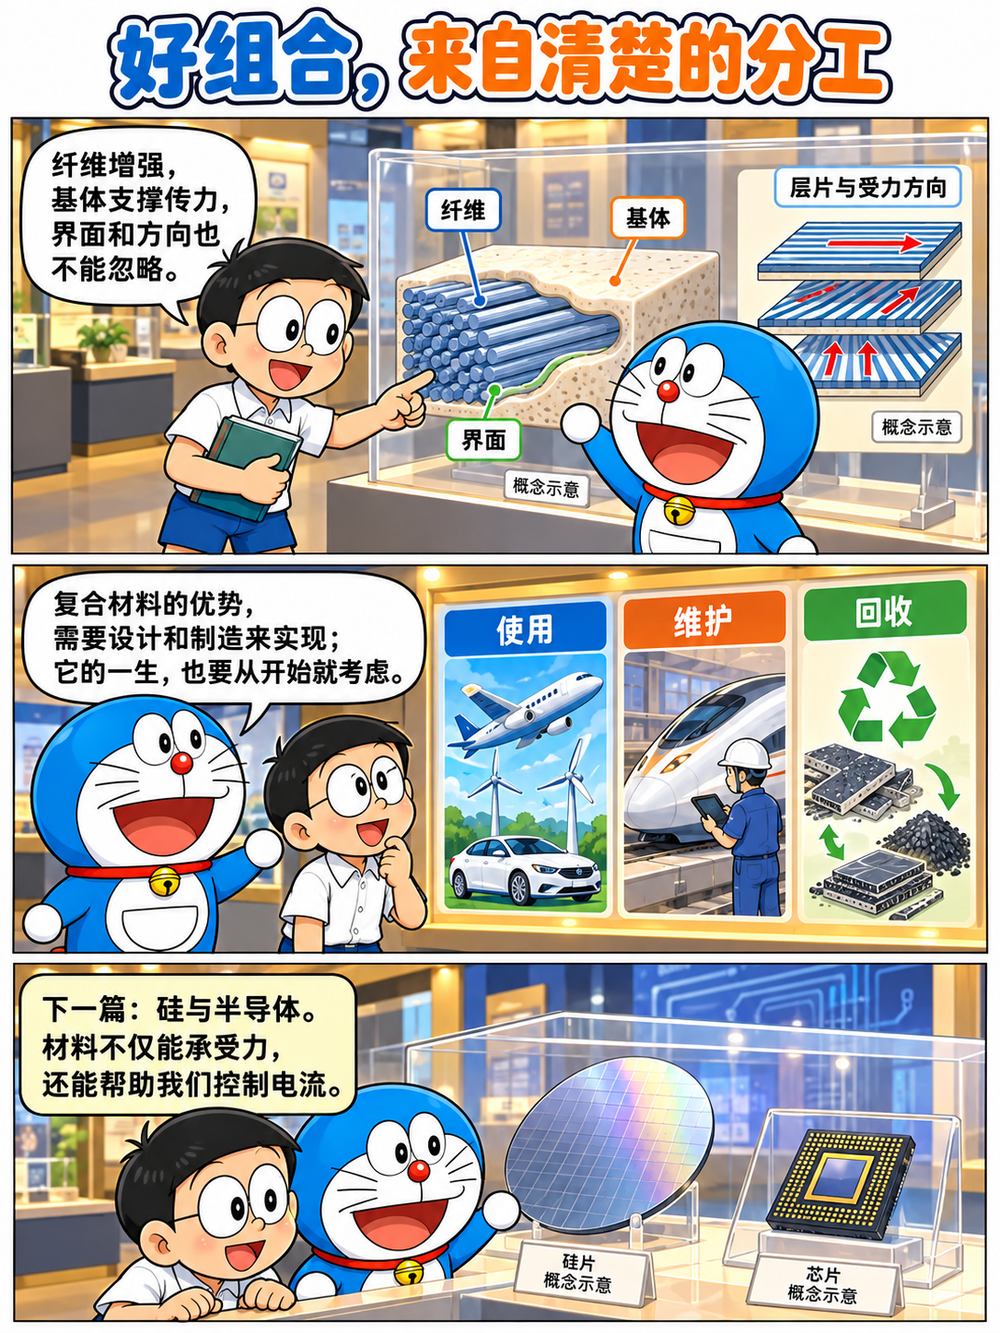 好组合，来自清楚的分工
纤维增强，
基体支撑传力，
界面和方向也
不能忽略。
纤维
基体
界面
概念示意
层片与受力方向
概念示意
复合材料的优势，
需要设计和制造来实现；
它的一生，也要从开始就考虑。
使用
维护
回收
下一篇：硅与半导体。
材料不仅能承受力，
还能帮助我们控制电流。
硅片
概念示意
芯片
概念示意